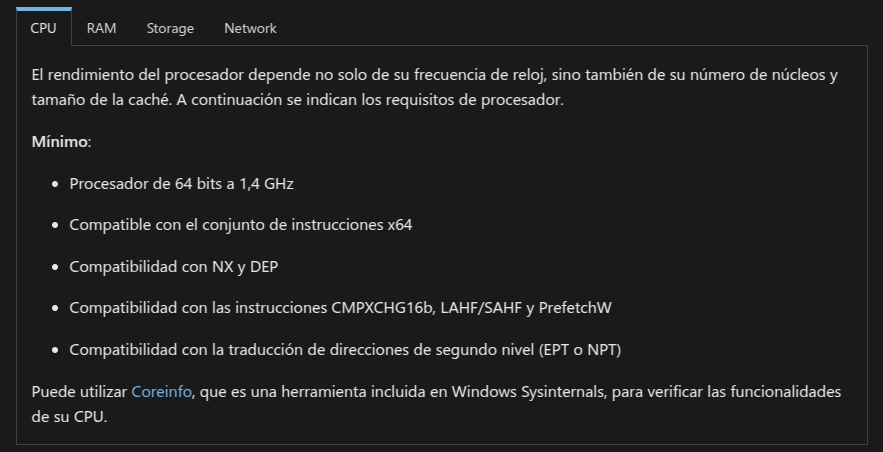 CPU RAM Storage Network
El rendimiento del procesador depende no solo de su frecuencia de reloj, sino también de su número de núcleos y
tamaño de la caché. A continuación se indican los requisitos de procesador.
Mínimo:
• Procesador de 64 bits a 1,4 GHz
• Compatible con el conjunto de instrucciones x64
• Compatibilidad con NX y DEP
• Compatibilidad con las instrucciones CMPXCHG16b, LAHF/SAHF y PrefetchW
• Compatibilidad con la traducción de direcciones de segundo nivel (EPT o NPT)
Puede utilizar Coreinfo, que es una herramienta incluida en Windows Sysinternals, para verificar las funcionalidades
de su CPU.